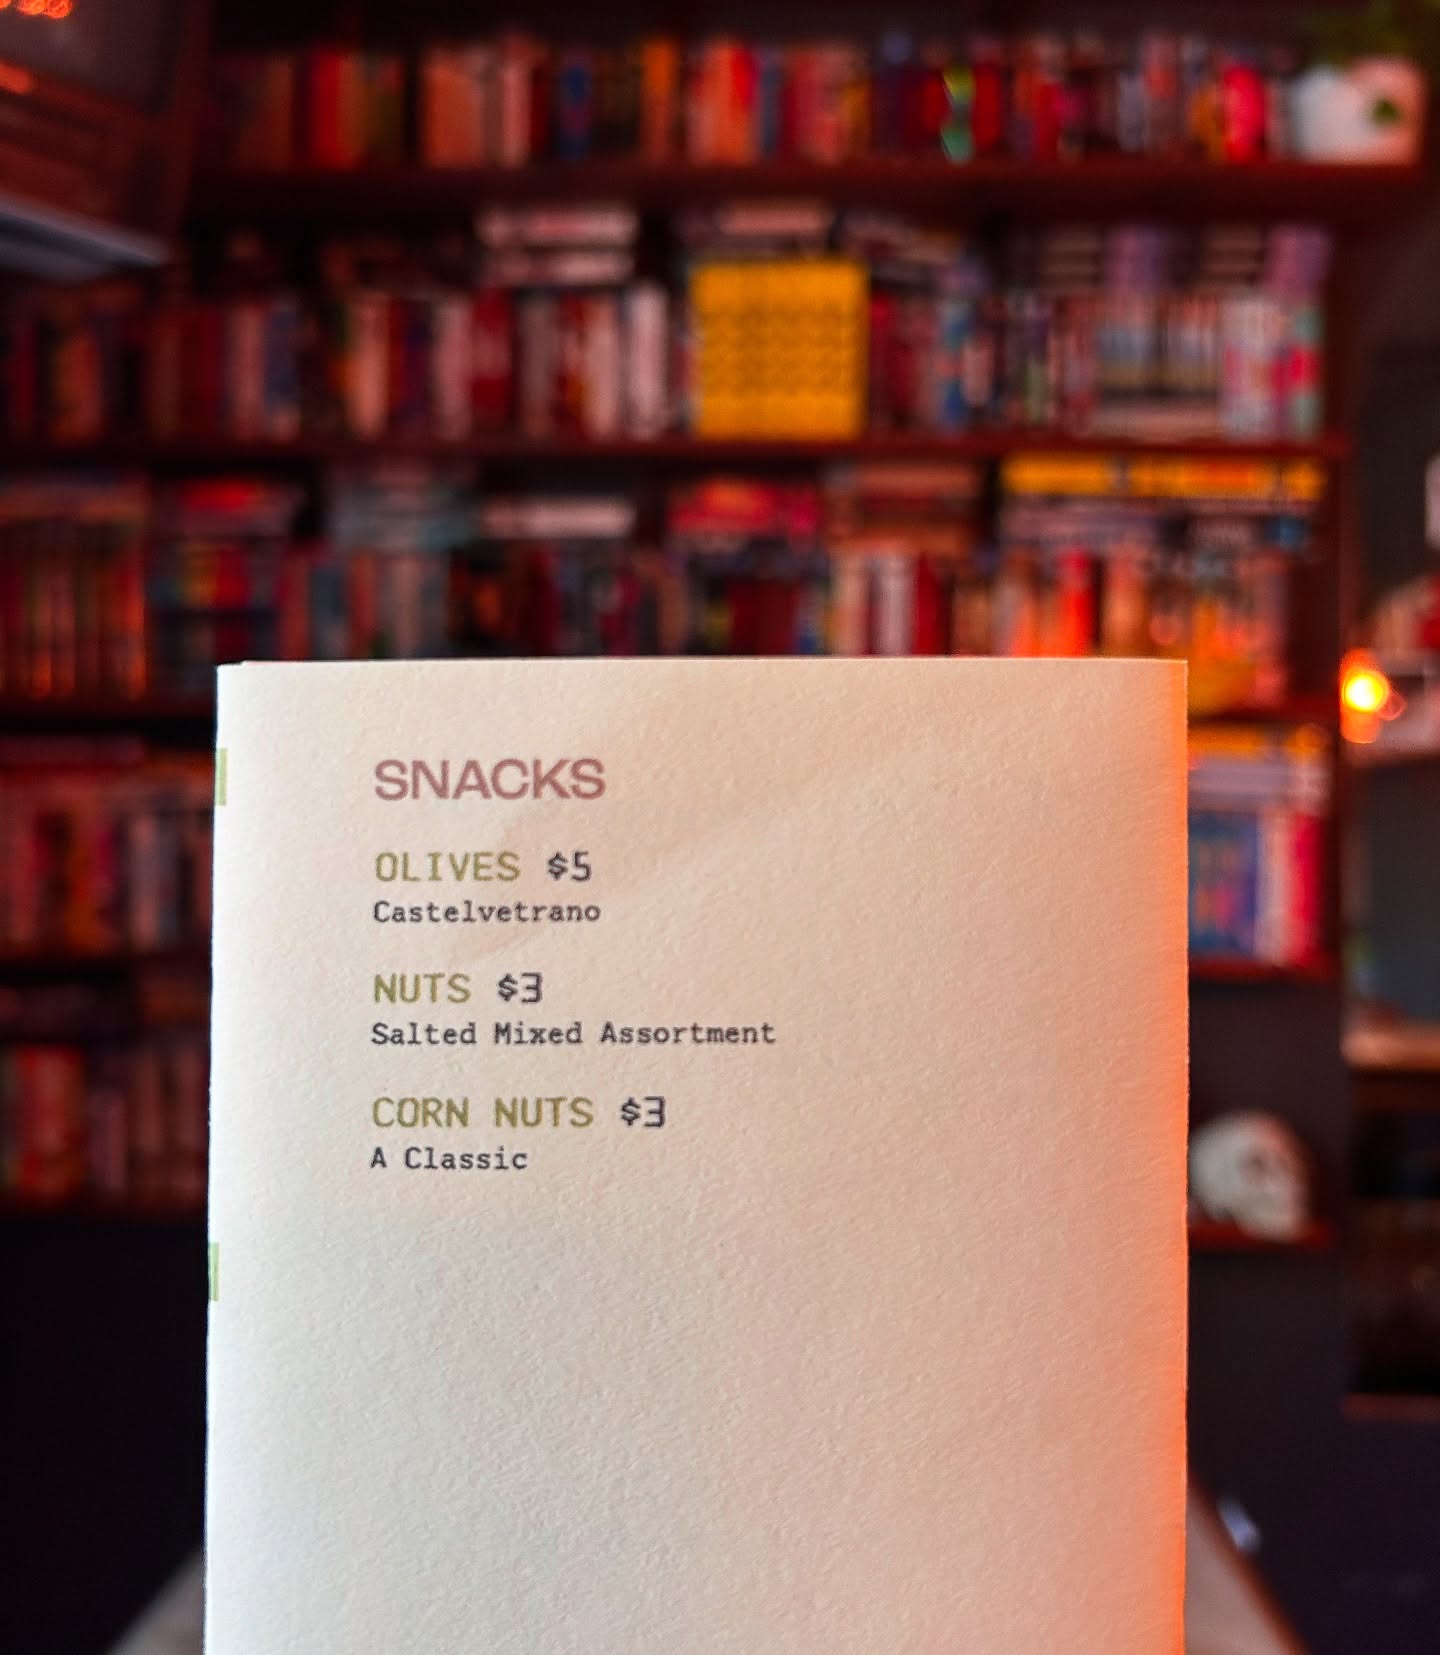 SNACKS
OLIVES $5
Castelvetrano
NUTS $3
Salted Mixed Assortment
CORN NUTS $3
A Classic